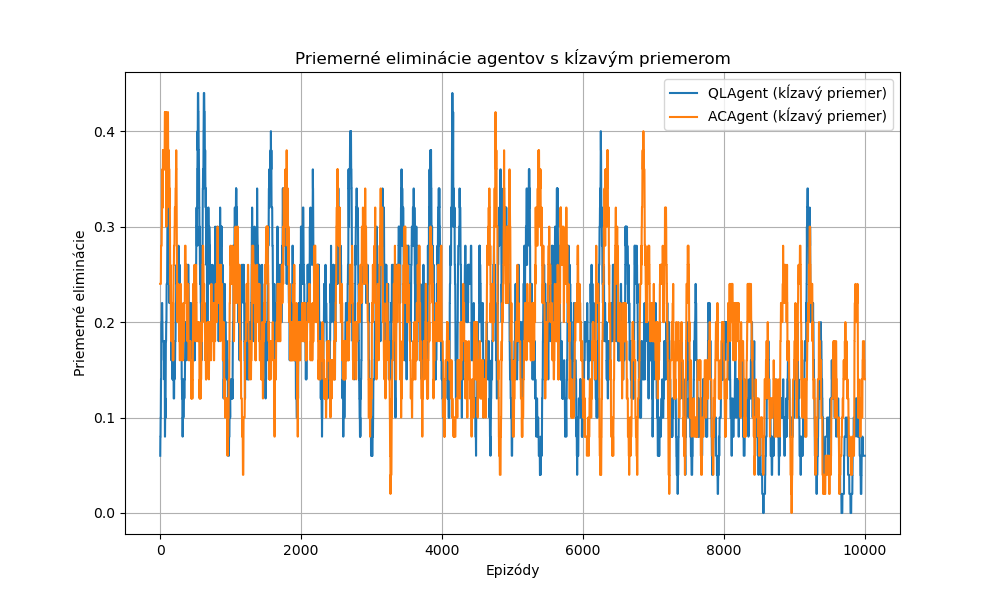 Priemerné eliminácie agentov s kĺzavým priemerom
QLAgent (kĺzavý priemer)
ACAgent (kĺzavý priemer)
Priemerné eliminácie
0.4
0.3
0.2
0.1
0.0
0 2000 4000 6000 8000 10000
Epizódy